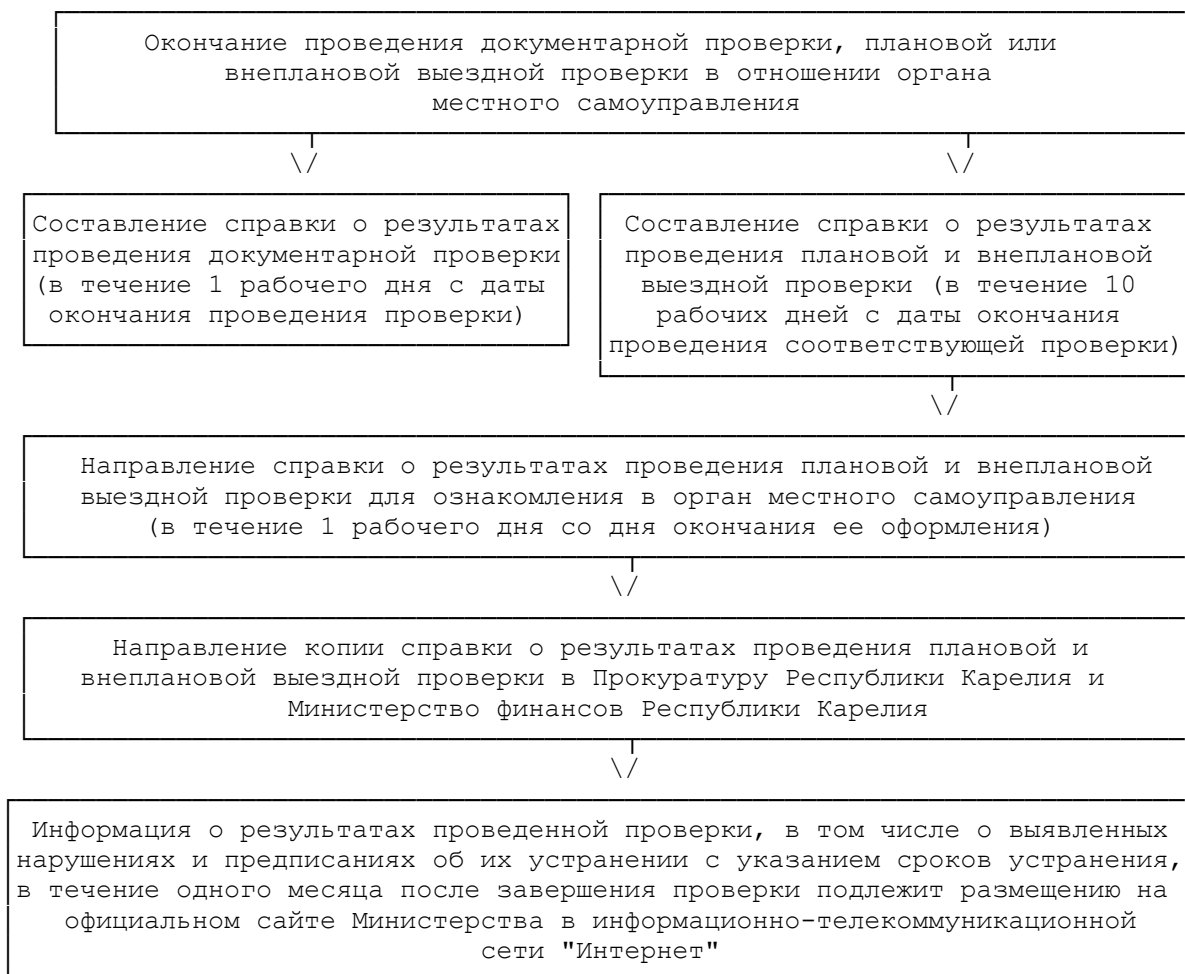 Окончание проведения документарной проверки, плановой или
внеплановой выездной проверки в отношении органа
местного самоуправления
Составление справки о результатах
проведения документарной проверки
(в течение 1 рабочего дня с даты
окончания проведения проверки)
Составление справки о результатах
проведения плановой и внеплановой
выездной проверки (в течение 10
рабочих дней с даты окончания
проведения соответствующей проверки)
Направление справки о результатах проведения плановой и внеплановой
выездной проверки для ознакомления в орган местного самоуправления
(в течение 1 рабочего дня со дня окончания ее оформления)
Направление копии справки о результатах проведения плановой и
внеплановой выездной проверки в Прокуратуру Республики Карелия и
Министерство финансов Республики Карелия
Информация о результатах проведенной проверки, в том числе о выявленных
нарушениях и предписаниях об их устранении с указанием сроков устранения,
в течение одного месяца после завершения проверки подлежит размещению на
официальном сайте Министерства в информационно-телекоммуникационной
сети "Интернет"